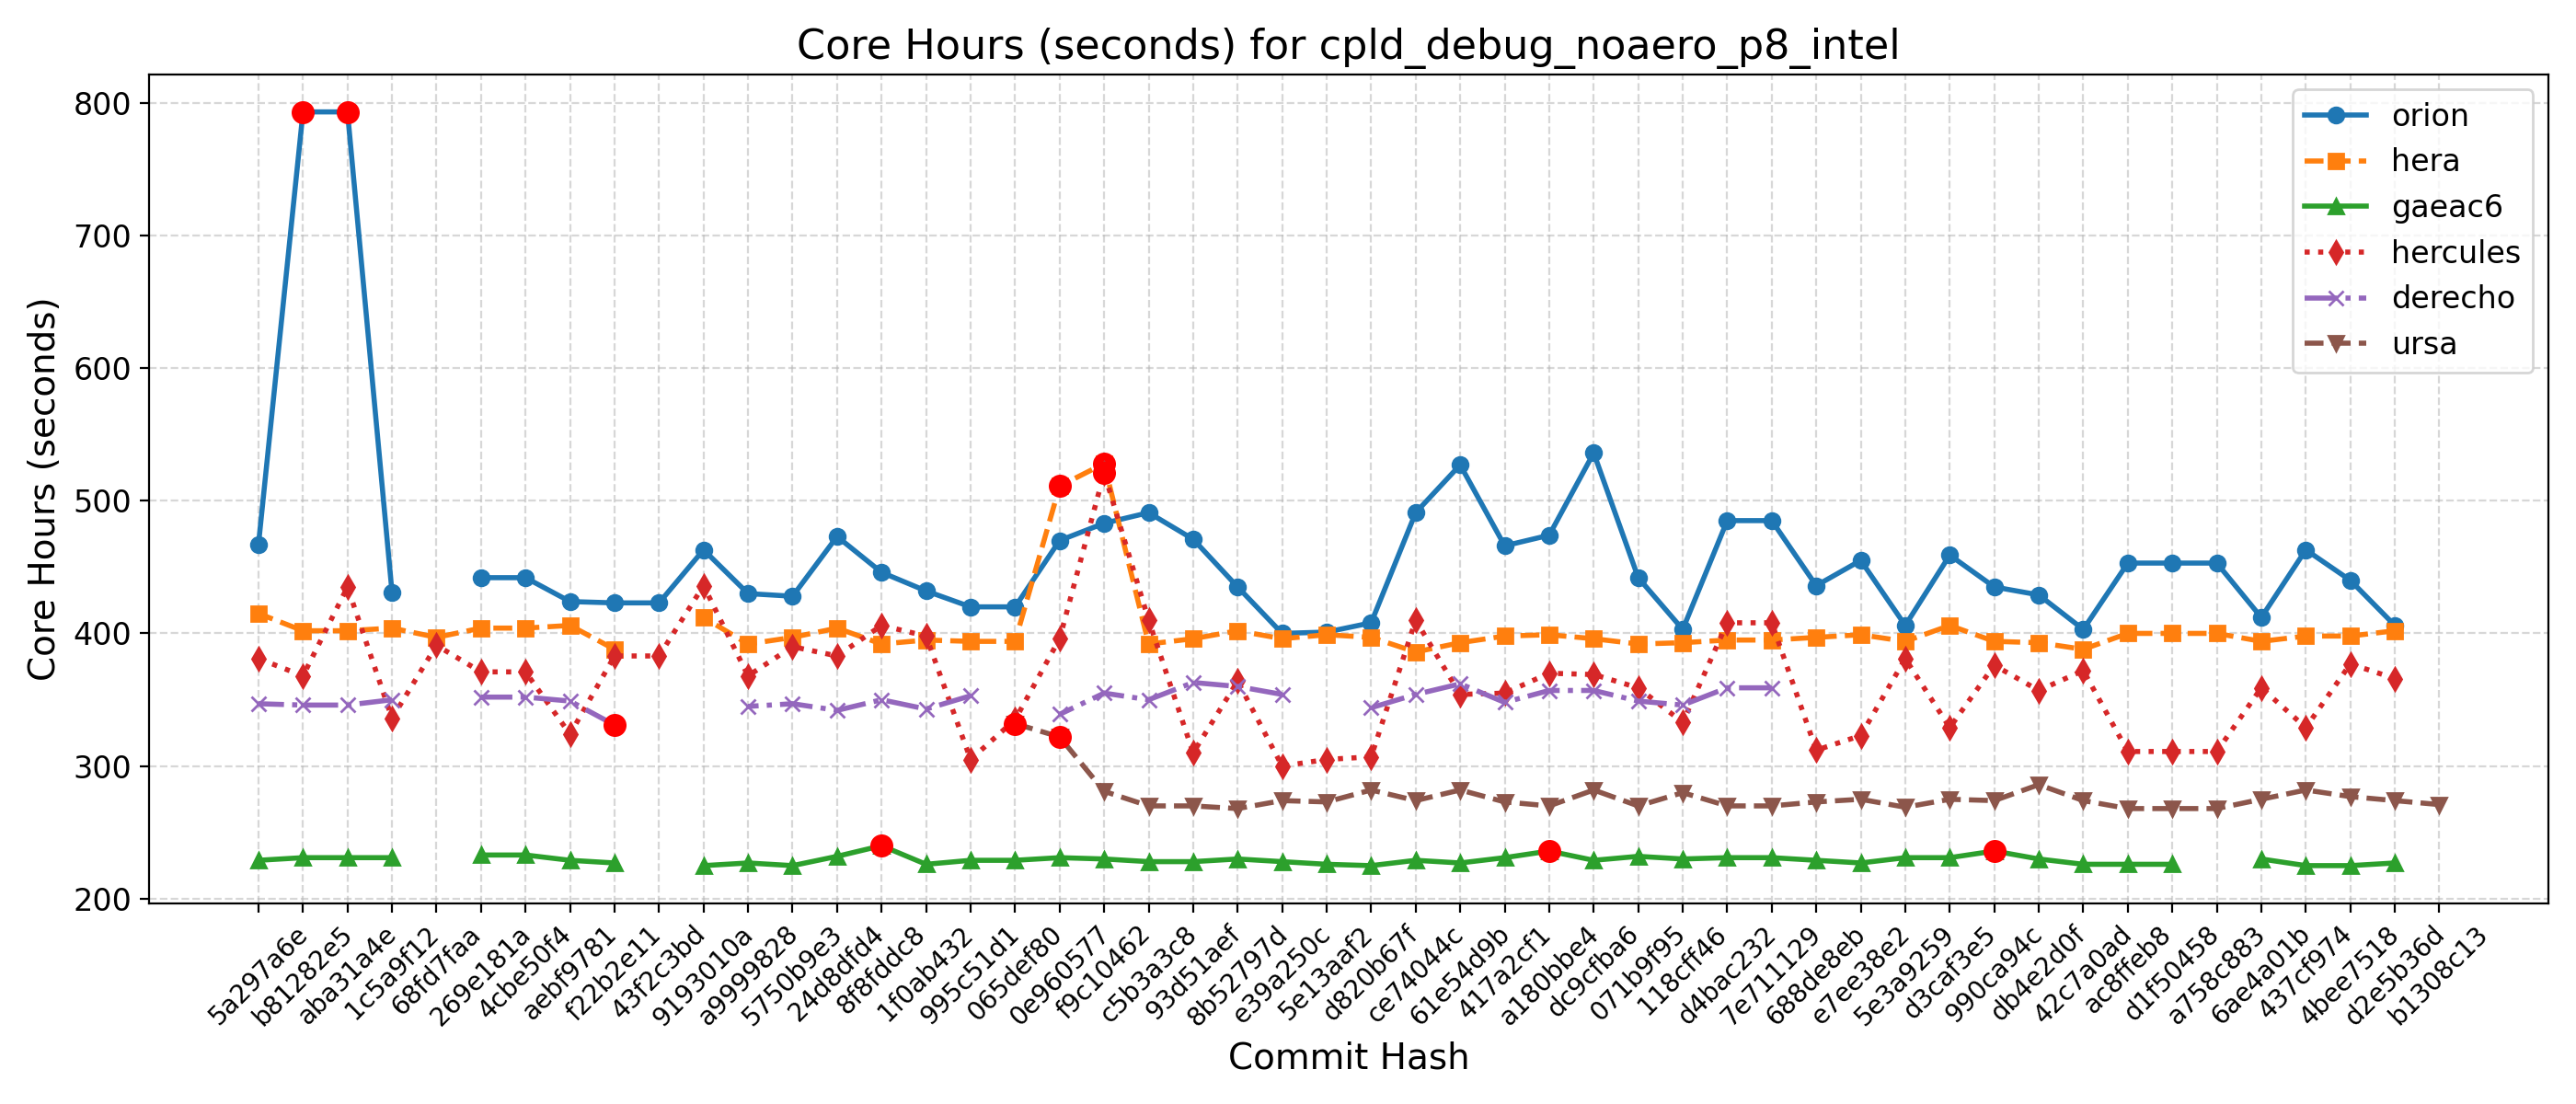 Core Hours (seconds) for cpld_debug_noaero_p8_intel
Core Hours (seconds)
800
700
600
500
400
300
200
orion
hera
gaeac6
hercules
derecho
ursa
5a297a6e
b81282e5
aba31a4e
1c5a9f12
68fd7faa
269e181a
4cbe50f4
aebf9781
f22b2e11
43f2c3bd
9193010a
a9999828
5750b9e3
24d8dfd4
8f8fddc8
1f0ab432
995c51d1
065def80
0e960577
f9c10462
c5b3a3c8
93d51aef
8b52797d
e39a250c
5e13aaf2
d820b67f
ce74044c
61e54d9b
417a2cf1
a180bbe4
dc9cfba6
071b9f95
118cff46
d4bac232
7e711129
688de8eb
e7ee38e2
5e3a9259
d3caf3e5
990ca94c
db4e2d0f
42c7a0ad
ac8ffeb8
d1f50458
a758c883
6ae4a01b
437cf974
4bee7518
d2e5b36d
b1308c13
Commit Hash